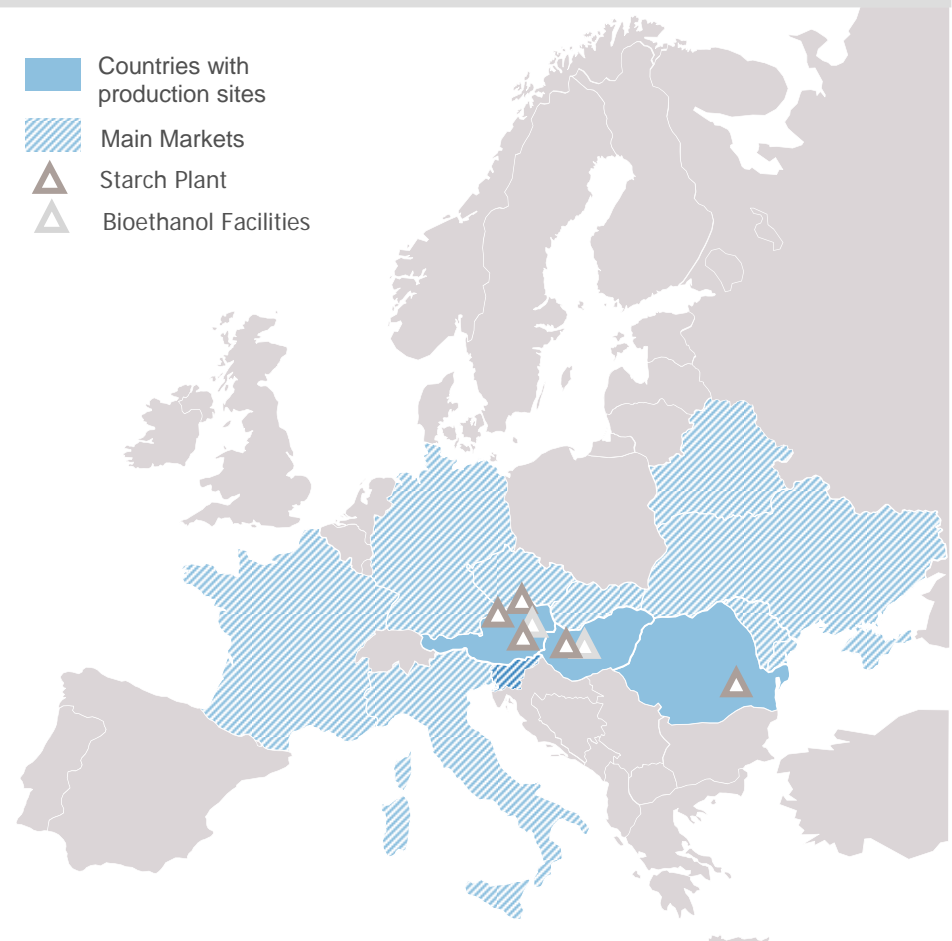 Countries with
production sites
Main Markets
Starch Plant
Bioethanol Facilities